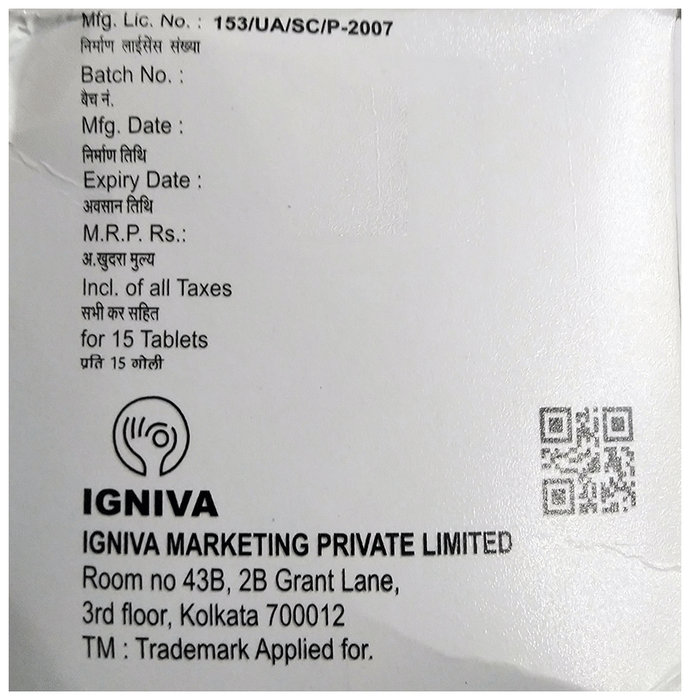 Mfg. Lic. No. : 153/UA/SC/P-2007
निर्माण लाईसेंस संख्या
Batch No. :
बैच नं.
Mfg. Date :
निर्माण तिथि
Expiry Date :
अवसान तिथि
M.R.P. Rs.:
अ.खुदरा मुल्य
Incl. of all Taxes
सभी कर सहित
for 15 Tablets
प्रति 15 गोली
IGNIVA
IGNIVA MARKETING PRIVATE LIMITED
Room no 43B, 2B Grant Lane,
3rd floor, Kolkata 700012
TM : Trademark Applied for.